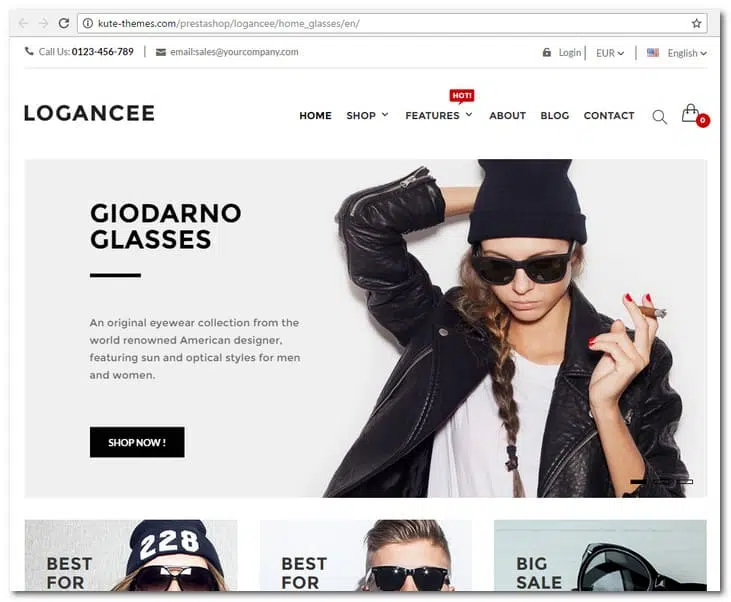 kute-themes.com/prestashop/logancee/home_glasses/en/
Call Us: 0123-456-789 | email:sales@yourcompany.com
Login | EUR | English
HOT!
LOGANCEE
HOME SHOP FEATURES ABOUT BLOG CONTACT
0
GIODARNO
GLASSES
An original eyewear collection from the
world renowned American designer,
featuring sun and optical styles for men
and women.
SHOP NOW !
228
BEST
FOR
BEST
FOR
BIG
SALE